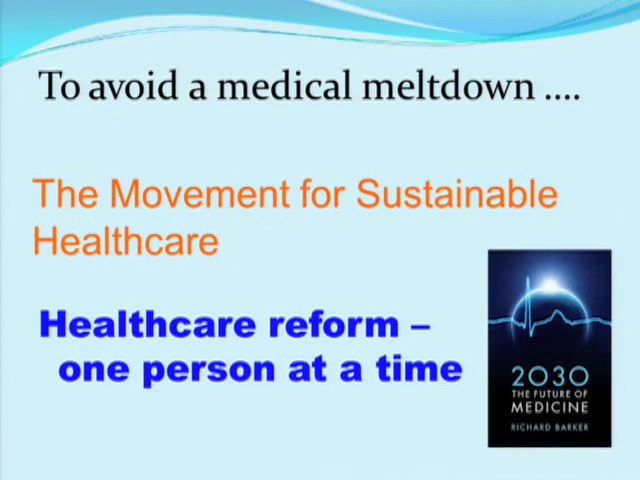 To avoid a medical meltdown ....
The Movement for Sustainable
Healthcare
Healthcare reform –
one person at a time
2030
THE FUTURE OF
MEDICINE
RICHARD BARKER